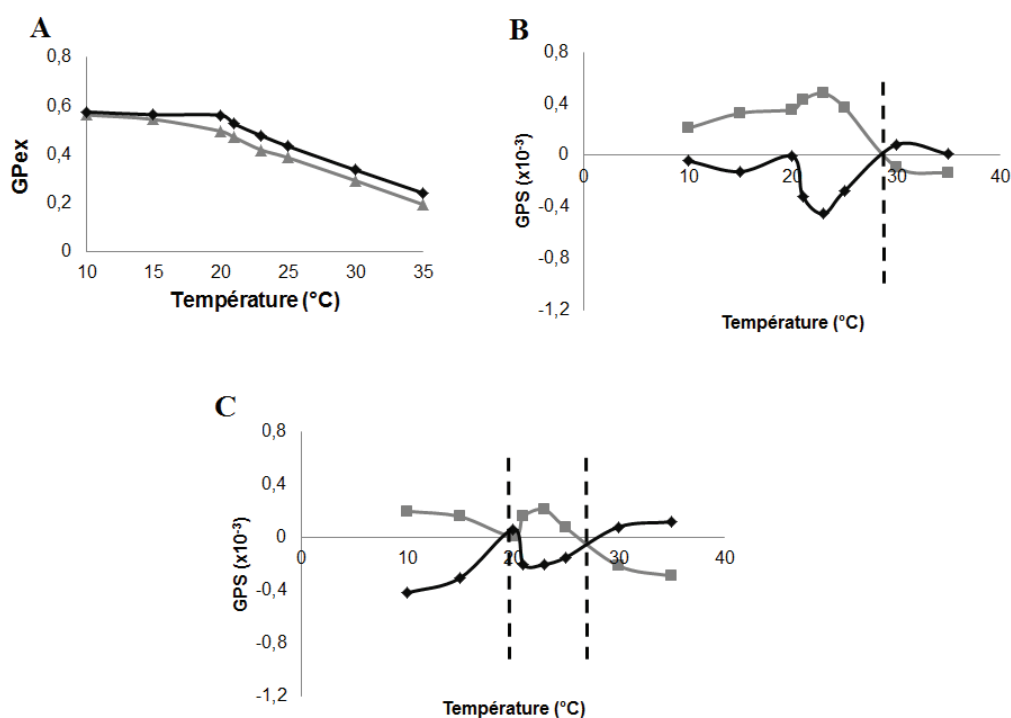 A
0,8
0,6
0,4
0,2
0
GPex
10 15 20 25 30 35
Température (°C)
B
0,8
0,4
0
-0,4
-0,8
-1,2
GPS (x10⁻³)
0 10 20 30 40
Température (°C)
C
0,8
0,4
0
-0,4
-0,8
-1,2
GPS (x10⁻³)
0 10 20 30 40
Température (°C)